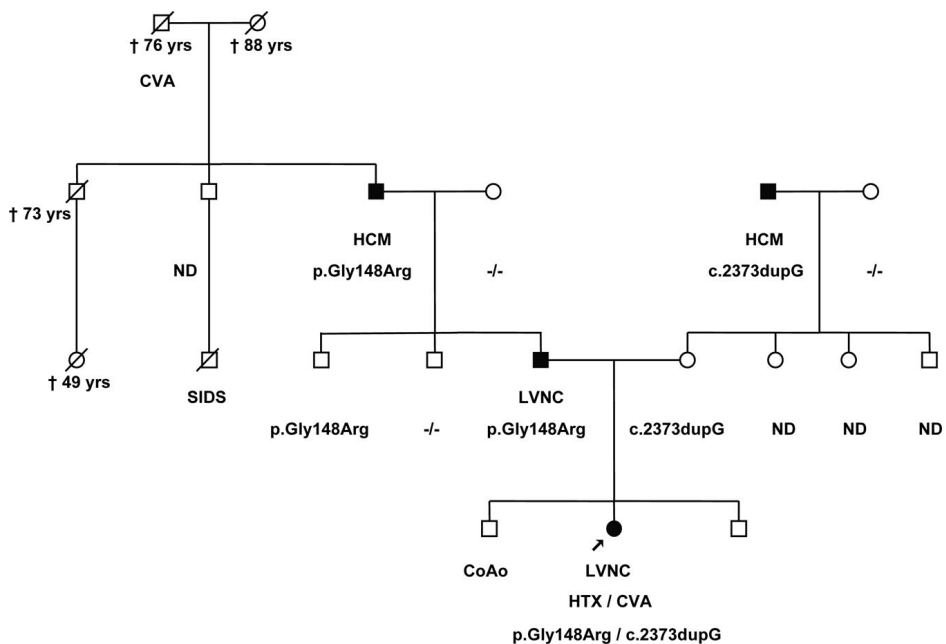 † 76 yrs † 88 yrs
CVA
† 73 yrs
HCM HCM
ND p.Gly148Arg -/- c.2373dupG -/-
† 49 yrs
SIDS LVNC
p.Gly148Arg -/- p.Gly148Arg c.2373dupG ND ND ND
CoAo LVNC
HTX / CVA
p.Gly148Arg / c.2373dupG